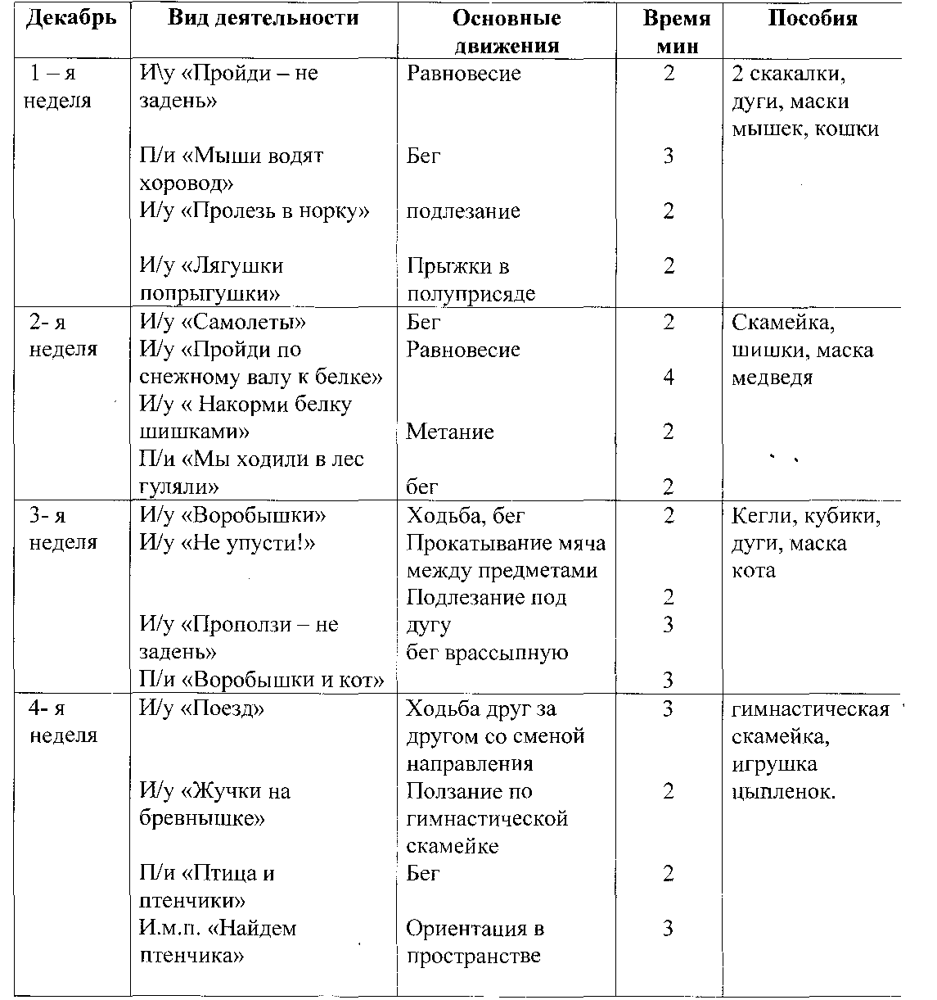 Декабрь Вид деятельности Основные движения Время мин Пособия
1 – я неделя
И\у «Пройди – не
задень»
Равновесие
2
2 скакалки,
дуги, маски
мышек, кошки
П/и «Мыши водят
хоровод»
Бег
3
И/у «Пролезь в норку»
подлезание
2
И/у «Лягушки
попрыгушки»
Прыжки в
полуприсяде
2
2- я
неделя
И/у «Самолеты»
Бег
2
Скамейка,
шишки, маска
медведя
И/у «Пройди по
снежному валу к белке»
Равновесие
4
И/у « Накорми белку
шишками»
Метание
2
П/и «Мы ходили в лес
гуляли»
бег
2
3- я
неделя
И/у «Воробышки»
Ходьба, бег
2
Кегли, кубики,
дуги, маска
кота
И/у «Не упусти!»
Прокатывание мяча
между предметами
2
И/у «Проползи – не
задень»
Подлезание под
дугу
3
П/и «Воробышки и кот»
бег врассыпную
3
4- я
неделя
И/у «Поезд»
Ходьба друг за
другом со сменой
направления
3
гимнастическая
скамейка,
игрушка
цыпленок.
И/у «Жучки на
бревнышке»
Ползание по
гимнастической
скамейке
2
П/и «Птица и
птенчики»
Бег
2
И.м.п. «Найдем
птенчика»
Ориентация в
пространстве
3